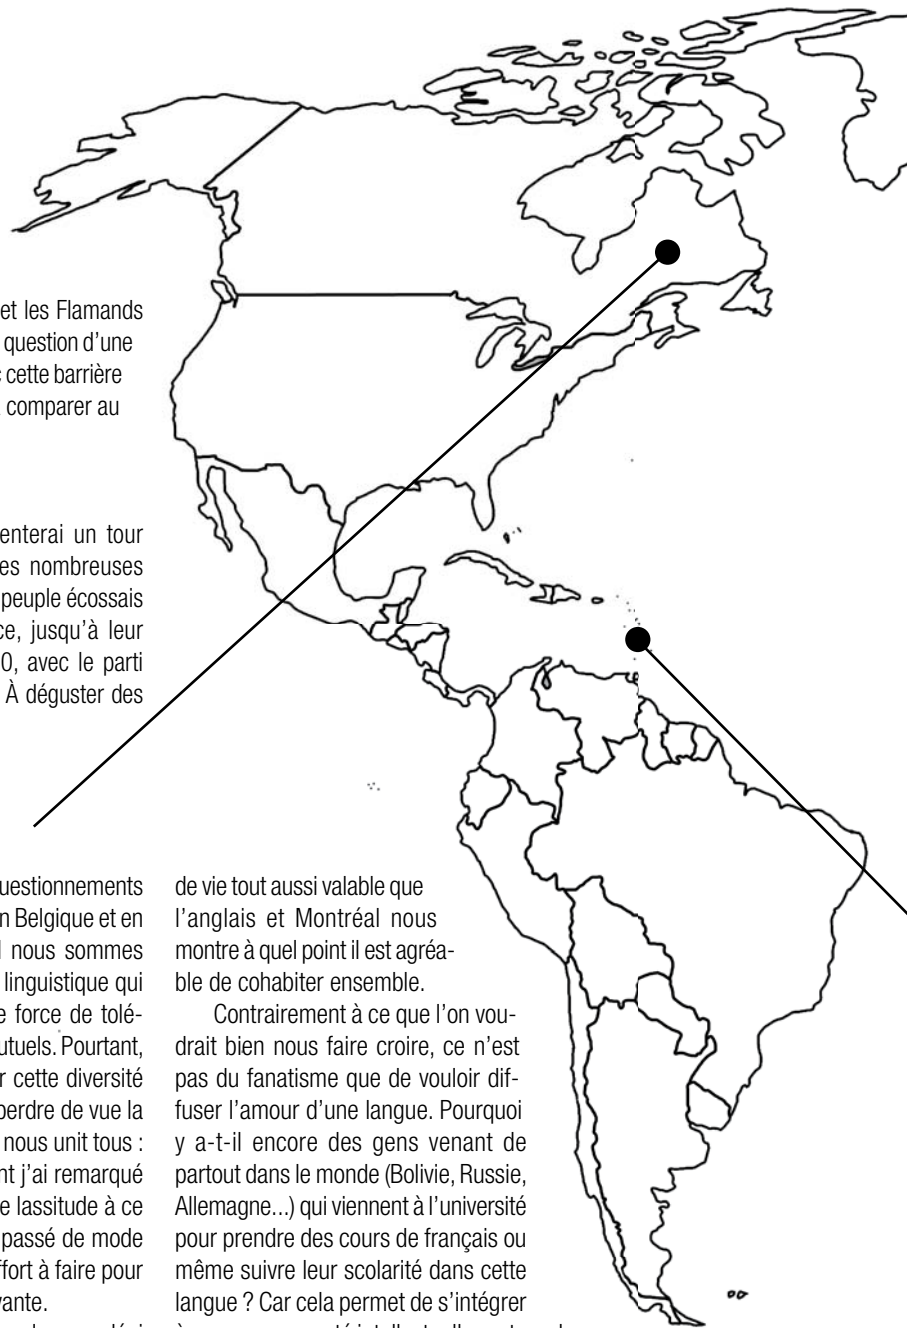 et les Flamands
question d'une
cette barrière
comparer au
enterai un tour
es nombreuses
peuple écossais
ce, jusqu'à leur
0, avec le parti
À déguster des
uestionnements
n Belgique et en
nous sommes
linguistique qui
e force de tolé-
utuels. Pourtant,
r cette diversité
perdre de vue la
nous unit tous :
nt j'ai remarqué
e lassitude à ce
passé de mode
ffort à faire pour
vante.
de vie tout aussi valable que
l'anglais et Montréal nous
montre à quel point il est agréa-
ble de cohabiter ensemble.
Contrairement à ce que l'on vou-
drait bien nous faire croire, ce n'est
pas du fanatisme que de vouloir dif-
fuser l'amour d'une langue. Pourquoi
y a-t-il encore des gens venant de
partout dans le monde (Bolivie, Russie,
Allemagne...) qui viennent à l'université
pour prendre des cours de français ou
même suivre leur scolarité dans cette
langue ? Car cela permet de s'intégrer